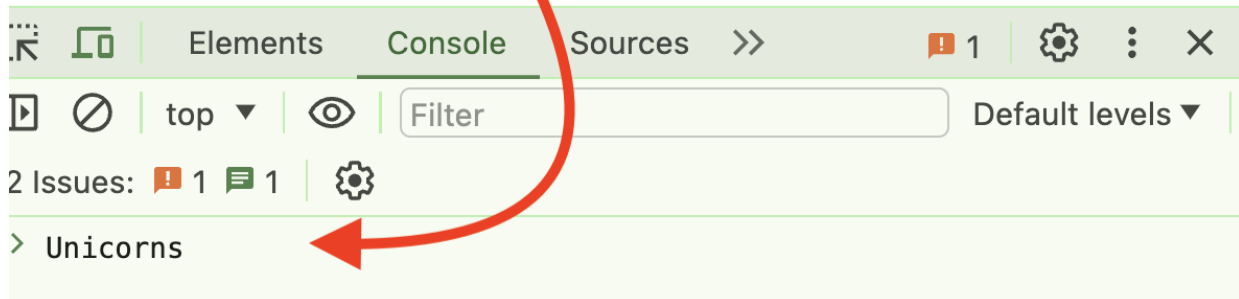 Elements Console Sources 1
top Filter Default levels
2 Issues: 1 1
Unicorns